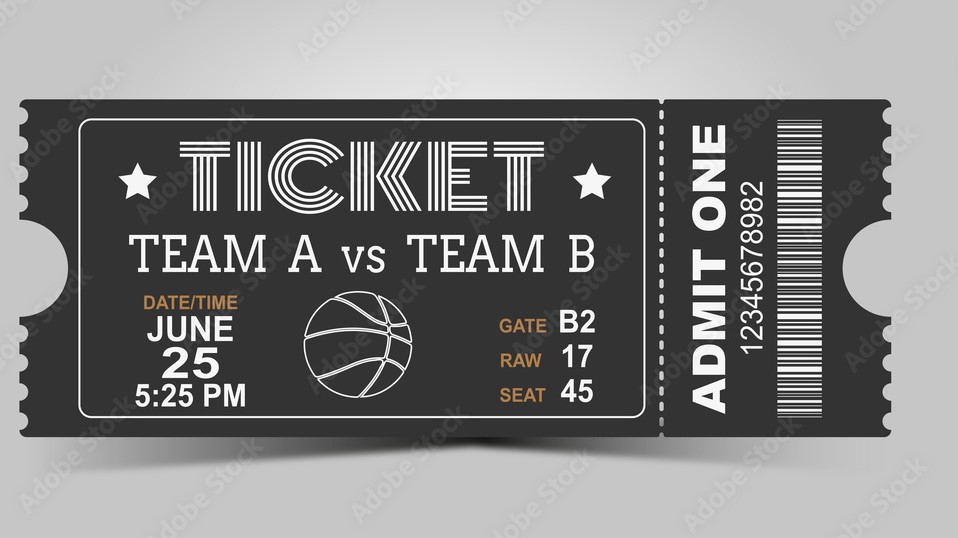 TICKET
TEAM A vs TEAM B
DATE/TIME
JUNE
25
5:25 PM
GATE B2
RAW 17
SEAT 45
ADMIT ONE
12345678982
Adobe Stock